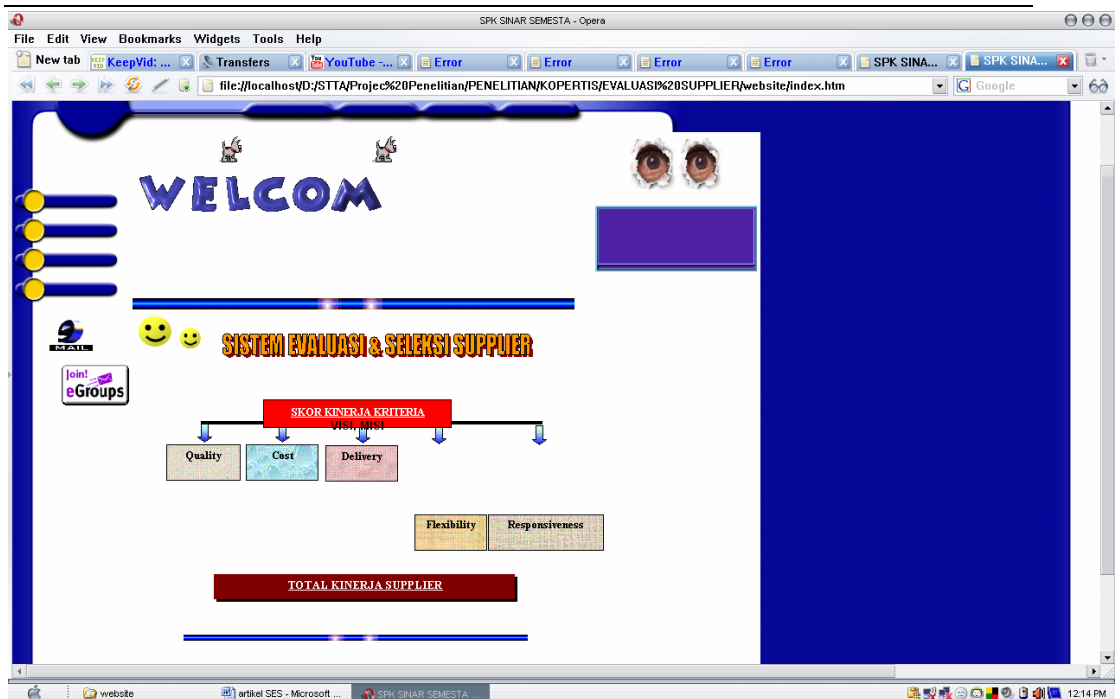 SPK SINAR SEMESTA - Opera
File Edit View Bookmarks Widgets Tools Help
New tab KeepVid: ... Transfers YouTube -... Error Error Error Error SPK SINA... SPK SINA...
file://localhost/D:/STTA/Projec%20Penelitian/PENELITIAN/KOPERTIS/EVALUASI%20SUPPLIER/website/index.htm Google
WELCOM
MAIL
SISTEM EVALUASI & SELEKSI SUPPLIER
Join!
eGroups
SKOR KINERJA KRITERIA
VISI, MISI
Quality Cost Delivery
Flexibility Responsiveness
TOTAL KINERJA SUPPLIER
website artikel SES - Microsoft ... SPK SINAR SEMESTA ... 12:14 PM